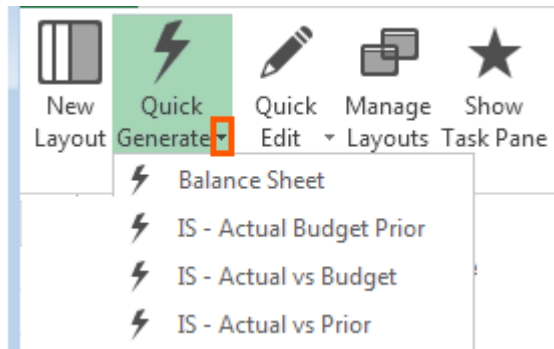 New Quick Quick Manage Show
Layout Generate Edit Layouts Task Pane
Balance Sheet
IS - Actual Budget Prior
IS - Actual vs Budget
IS - Actual vs Prior